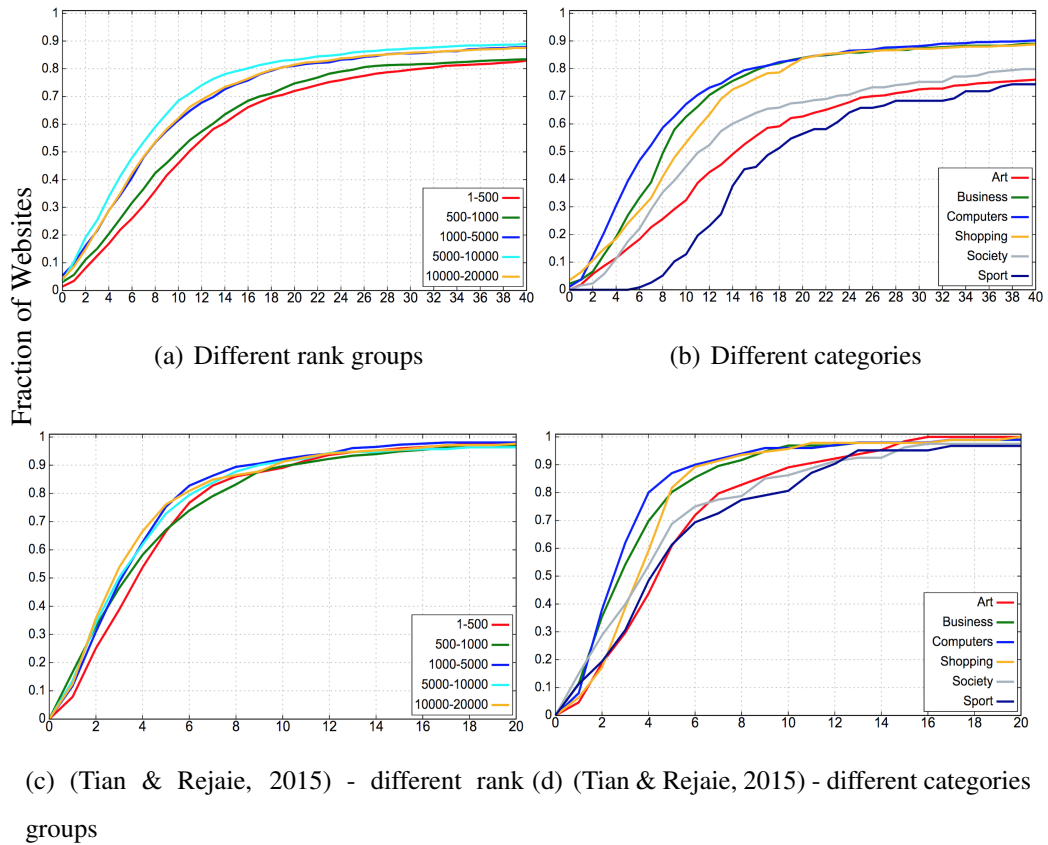 1
0.9
0.8
0.7
0.6
0.5
0.4
0.3
0.2
0.1
0
0 2 4 6 8 10 12 14 16 18 20 22 24 26 28 30 32 34 36 38 40
1-500
500-1000
1000-5000
5000-10000
10000-20000
(a) Different rank groups
1
0.9
0.8
0.7
0.6
0.5
0.4
0.3
0.2
0.1
0
0 2 4 6 8 10 12 14 16 18 20 22 24 26 28 30 32 34 36 38 40
Art
Business
Computers
Shopping
Society
Sport
(b) Different categories
Fraction of Websites
1
0.9
0.8
0.7
0.6
0.5
0.4
0.3
0.2
0.1
0
0 2 4 6 8 10 12 14 16 18 20
1-500
500-1000
1000-5000
5000-10000
10000-20000
(c) (Tian & Rejaie, 2015) - different rank
groups
1
0.9
0.8
0.7
0.6
0.5
0.4
0.3
0.2
0.1
0
0 2 4 6 8 10 12 14 16 18 20
Art
Business
Computers
Shopping
Society
Sport
(d) (Tian & Rejaie, 2015) - different categories